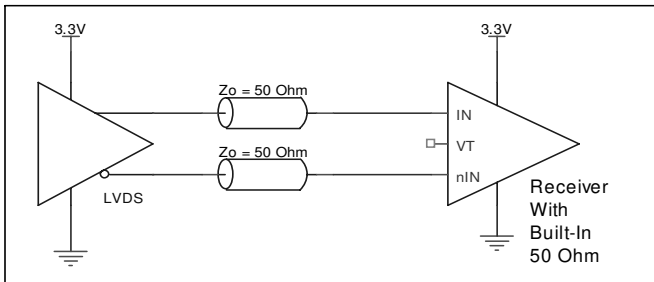 3.3V
3.3V
Zo = 50 Ohm
IN
VT
Zo = 50 Ohm
nIN
LVDS
Receiver
With
Built-In
50 Ohm